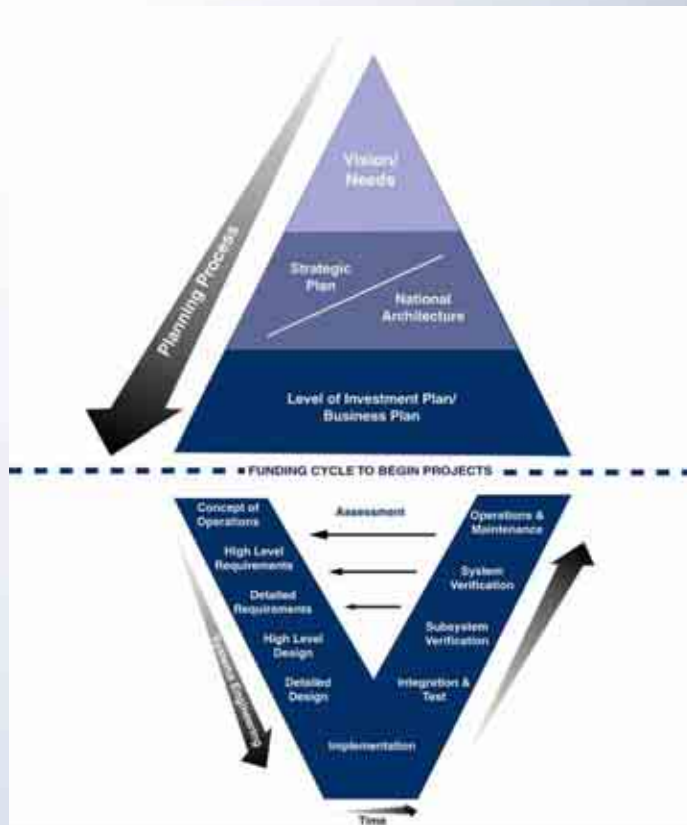 Vision/
Needs
Planning Process
Strategic
Plan
National
Architecture
Level of Investment Plan/
Business Plan
FUNDING CYCLE TO BEGIN PROJECTS
Concept of
Operations
Assessment
Operations &
Maintenance
High Level
Requirements
System
Verification
Detailed
Requirements
Subsystem
Verification
High Level
Design
Systems Engineering
Detailed
Design
Integration &
Test
Implementation
Time